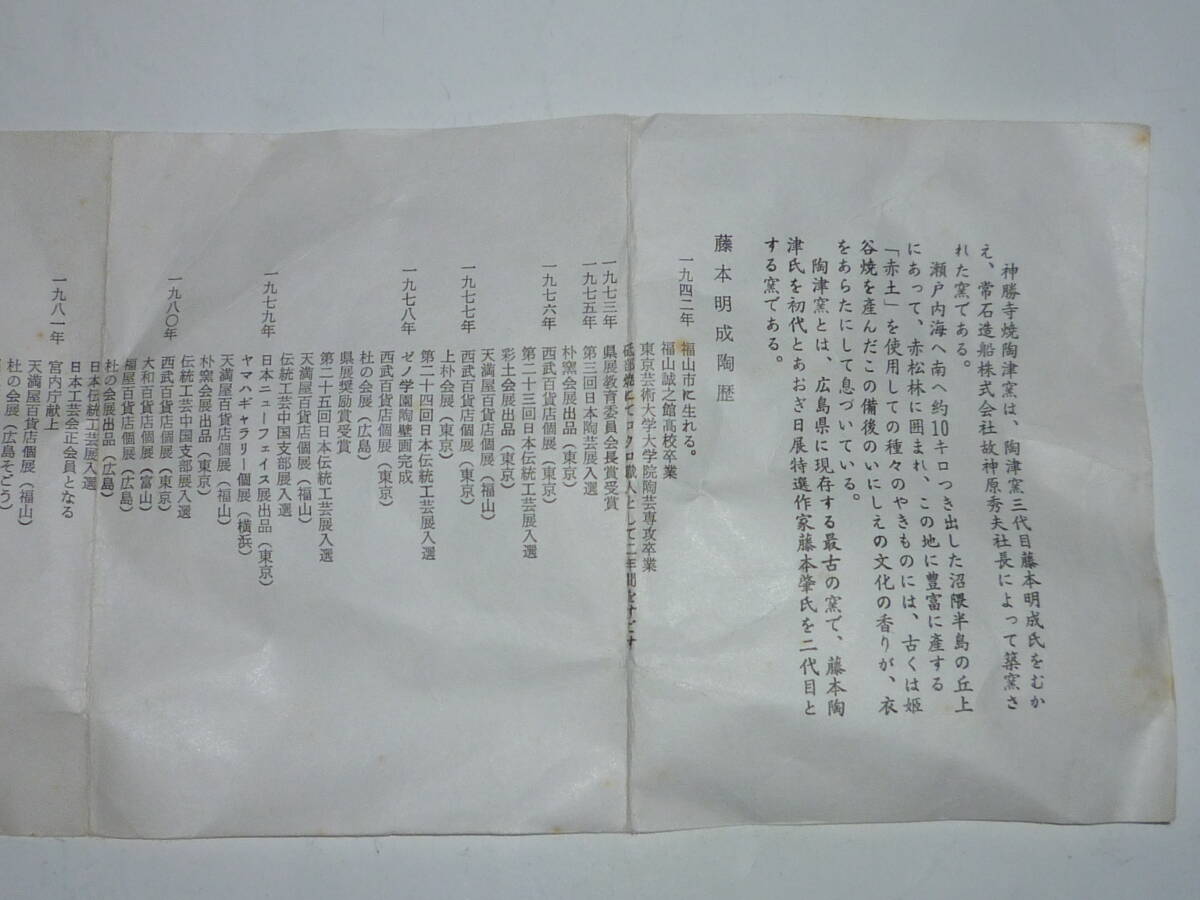 神勝寺焼陶津窯は、陶津窯三代目藤本明成氏をむか
え、常石造船株式会社故神原秀夫社長によって築窯さ
れた窯である。
瀬戸内海へ南へ約10キロつき出した沼隈半島の丘上
にあって、赤松林に囲まれ、この地に豊富に産する
「赤土」を使用しての種々のやきものには、古くは姫
谷焼を産んだこの備後のいにしえの文化の香りが、衣
をあらたにして息づいている。
陶津窯とは、広島県に現存する最古の窯で、藤本陶
津氏を初代とあおぎ日展特選作家藤本肇氏を二代目と
する窯である。
藤本明成陶歴
一九四二年 福山市に生れる。
福山誠之館高校卒業
東京芸術大学大学院陶芸専攻卒業
砥部焼にてロクロ職人として二年間をすごす
一九七三年 県展教育委員会長賞受賞
一九七五年 第三回日本陶芸展入選
朴窯会展出品(東京)
一九七六年 西武百貨店個展(東京)
第二十三回日本伝統工芸展入選
彩土会展出品(東京)
天満屋百貨店個展(福山)
一九七七年 西武百貨店個展(東京)
上朴会展(東京)
第二十四回日本伝統工芸展入選
一九七八年 ゼノ学園陶壁画完成
西武百貨店個展(東京)
杜の会展(広島)
県展奨励賞受賞
第二十五回日本伝統工芸展入選
天満屋百貨店個展(福山)
伝統工芸中国支部展入選
一九七九年 日本ニューフェイス展出品(東京)
ヤマハギャラリー個展(横浜)
天満屋百貨店個展(福山)
朴窯会展出品(東京)
伝統工芸中国支部展入選
一九八〇年 西武百貨店個展(東京)
大和百貨店個展(富山)
福屋百貨店個展(広島)
杜の会展出品(広島)
日本伝統工芸展入選
日本工芸会正会員となる
一九八一年 宮内庁献上
天満屋百貨店個展(福山)
杜の会展(広島そごう)